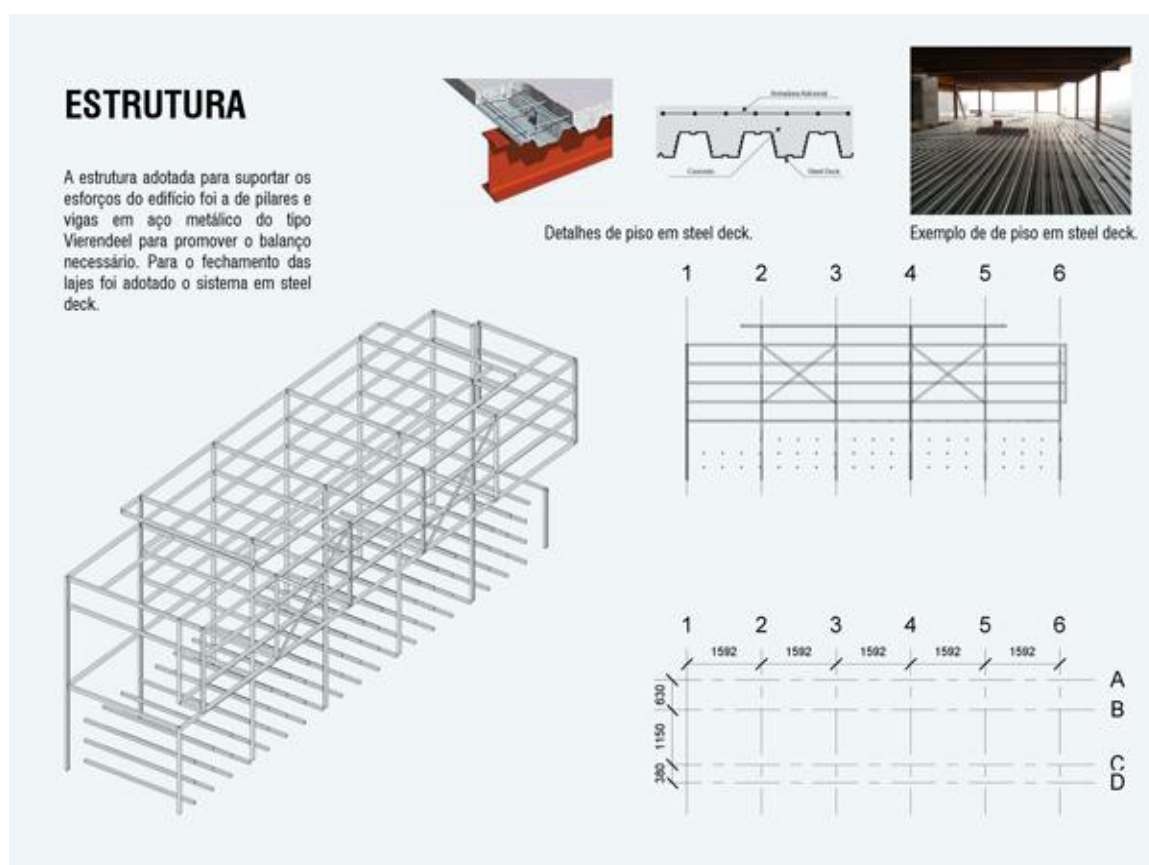 ESTRUTURA
A estrutura adotada para suportar os
esforços do edifício foi a de pilares e
vigas em aço metálico do tipo
Vierendeel para promover o balanço
necessário. Para o fechamento das
lajes foi adotado o sistema em steel
deck.
Armadura Adicional
Concreto
Steel Deck
Detalhes de piso em steel deck.
Exemplo de de piso em steel deck.
1 2 3 4 5 6
1 2 3 4 5 6
1592 1592 1592 1592 1592
A
630
B
1150
C
380
D